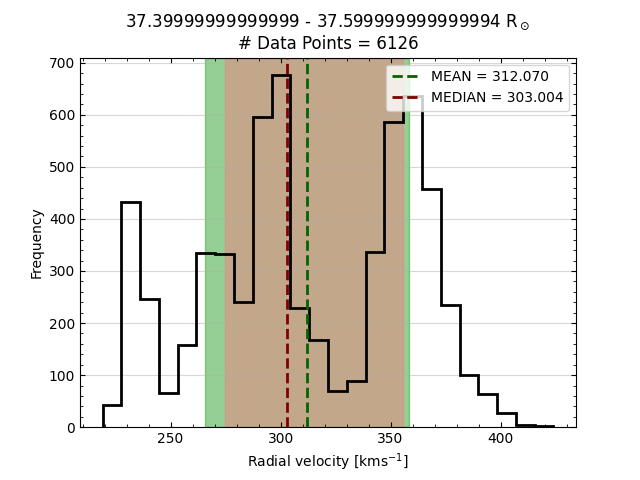 37.39999999999999 - 37.599999999999994 R⊙
# Data Points = 6126
MEAN = 312.070
MEDIAN = 303.004
700
600
500
400
300
200
100
0
Frequency
250 300 350 400
Radial velocity [kms⁻¹]